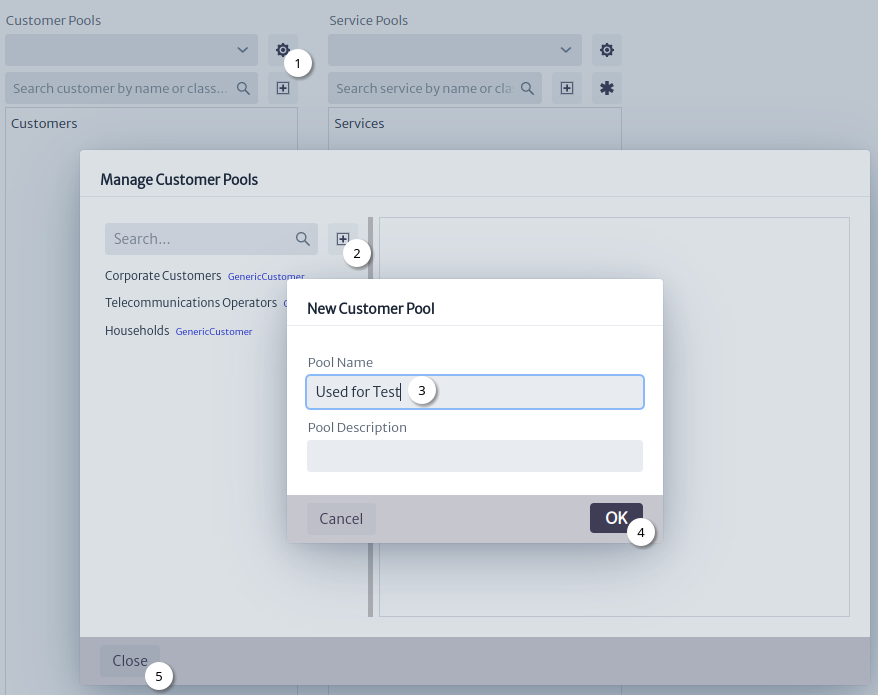 Customer Pools
Service Pools
1
Search customer by name or class...
Search service by name or cla
Customers
Services
Manage Customer Pools
Search...
2
Corporate Customers GenericCustomer
Telecommunications Operators
Households GenericCustomer
New Customer Pool
Pool Name
Used for Test
3
Pool Description
Cancel
OK
4
Close
5